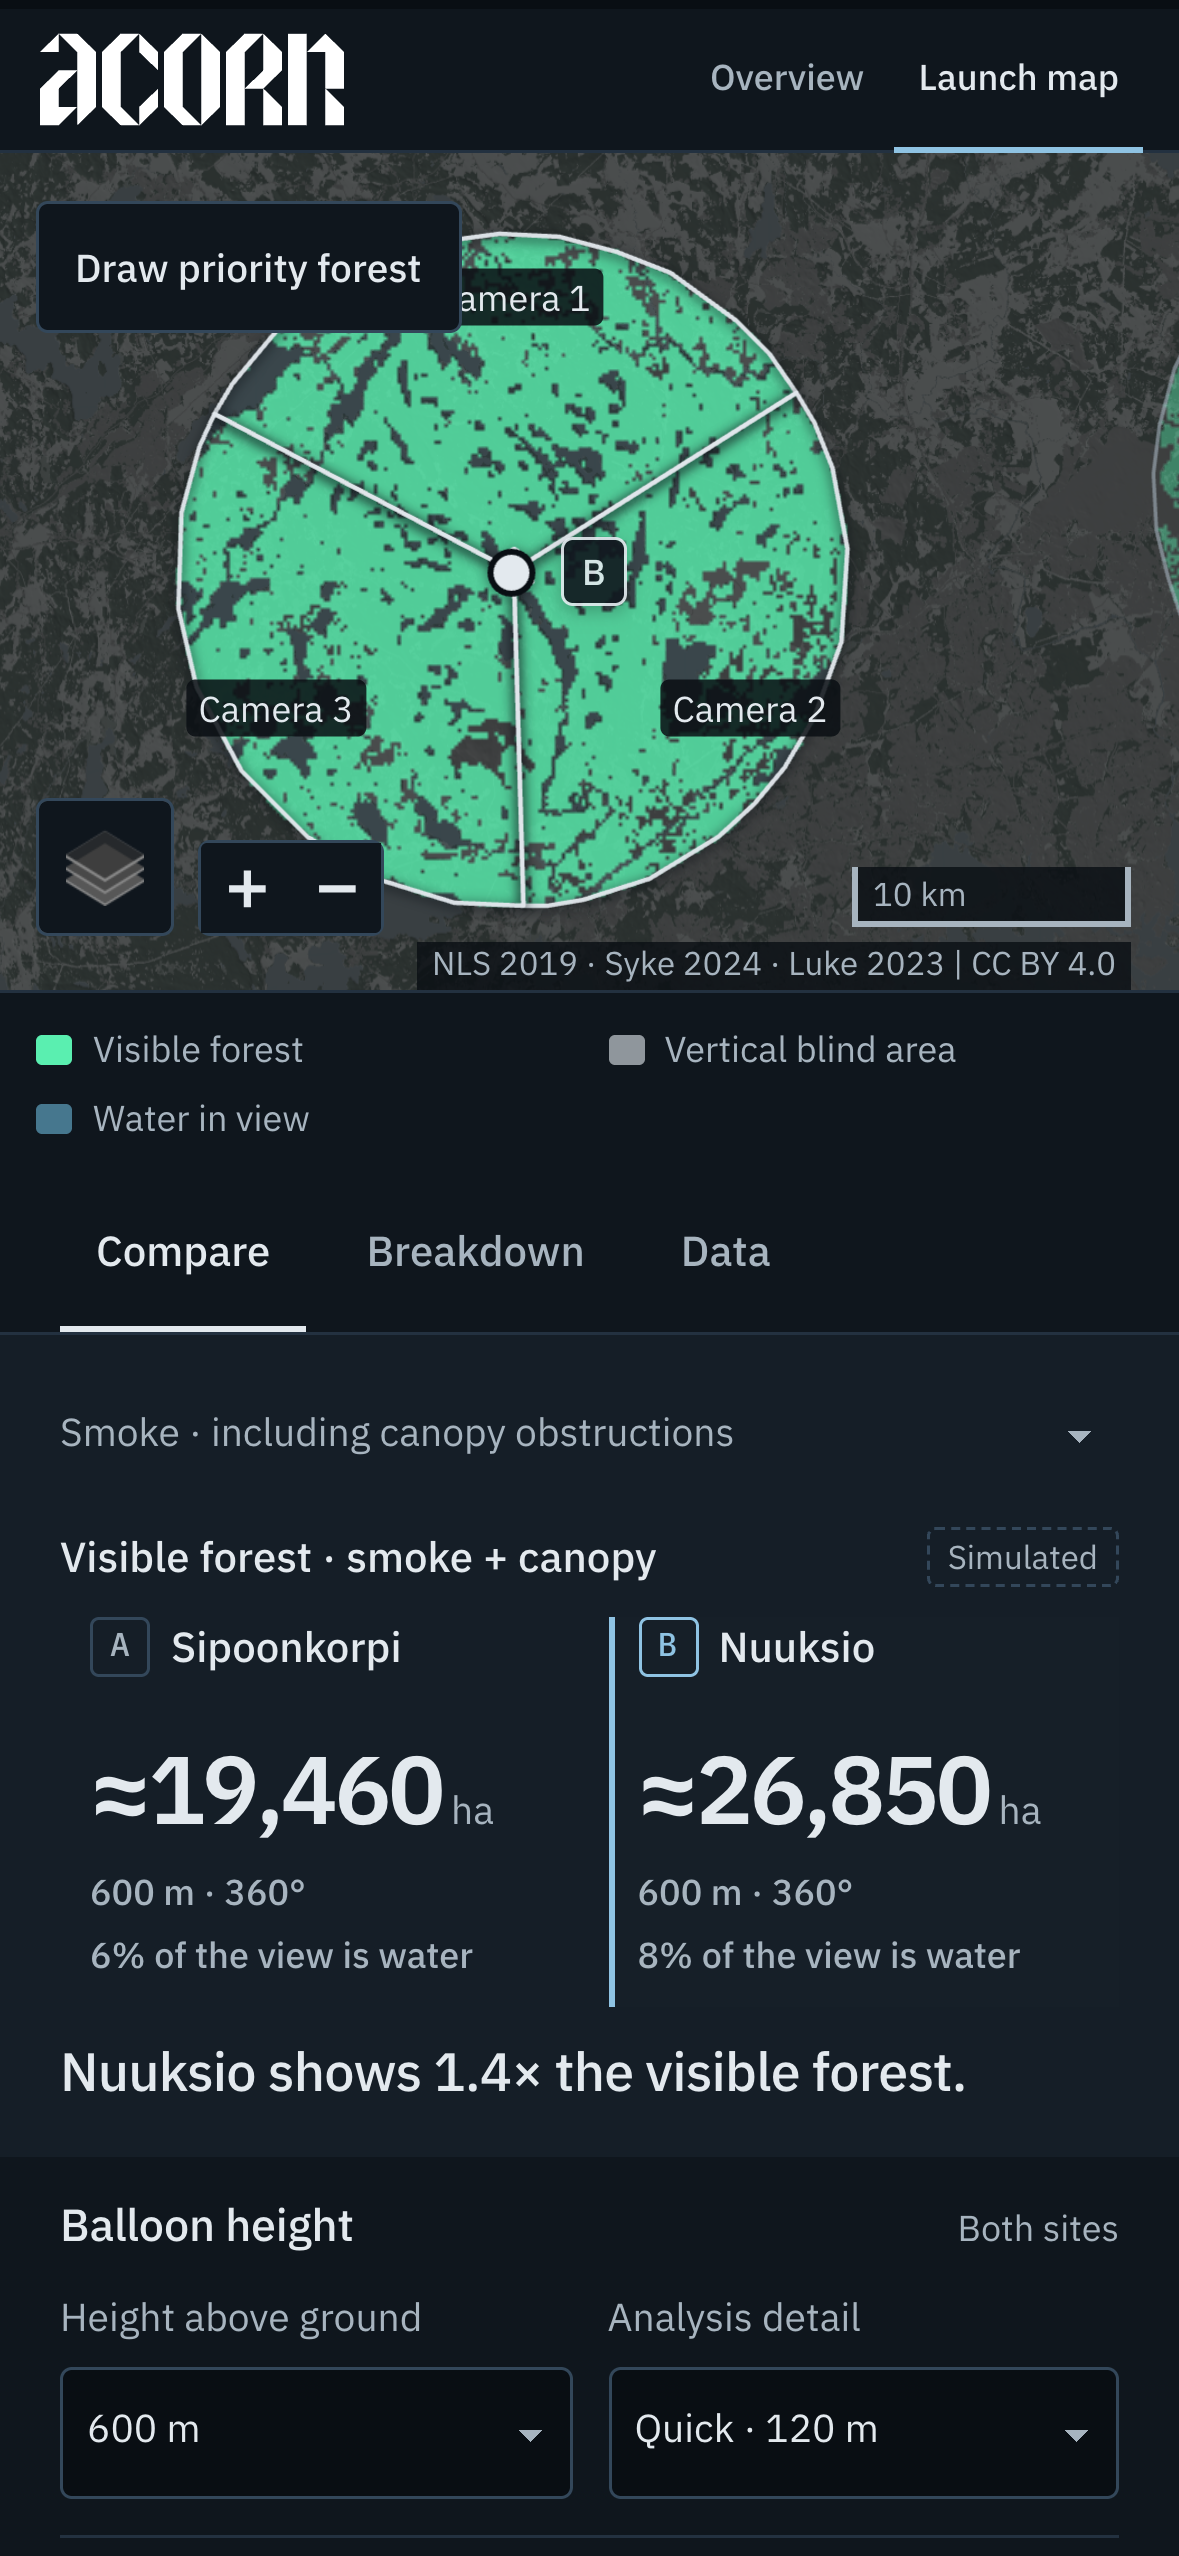 acorn
Overview
Launch map
Draw priority forest
amera 1
B
Camera 3
Camera 2
10 km
NLS 2019 · Syke 2024 · Luke 2023 | CC BY 4.0
Visible forest
Vertical blind area
Water in view
Compare
Breakdown
Data
Smoke · including canopy obstructions
Visible forest · smoke + canopy
Simulated
A Sipoonkorpi
≈19,460 ha
600 m · 360°
6% of the view is water
B Nuuksio
≈26,850 ha
600 m · 360°
8% of the view is water
Nuuksio shows 1.4× the visible forest.
Balloon height
Both sites
Height above ground
Analysis detail
600 m
Quick · 120 m